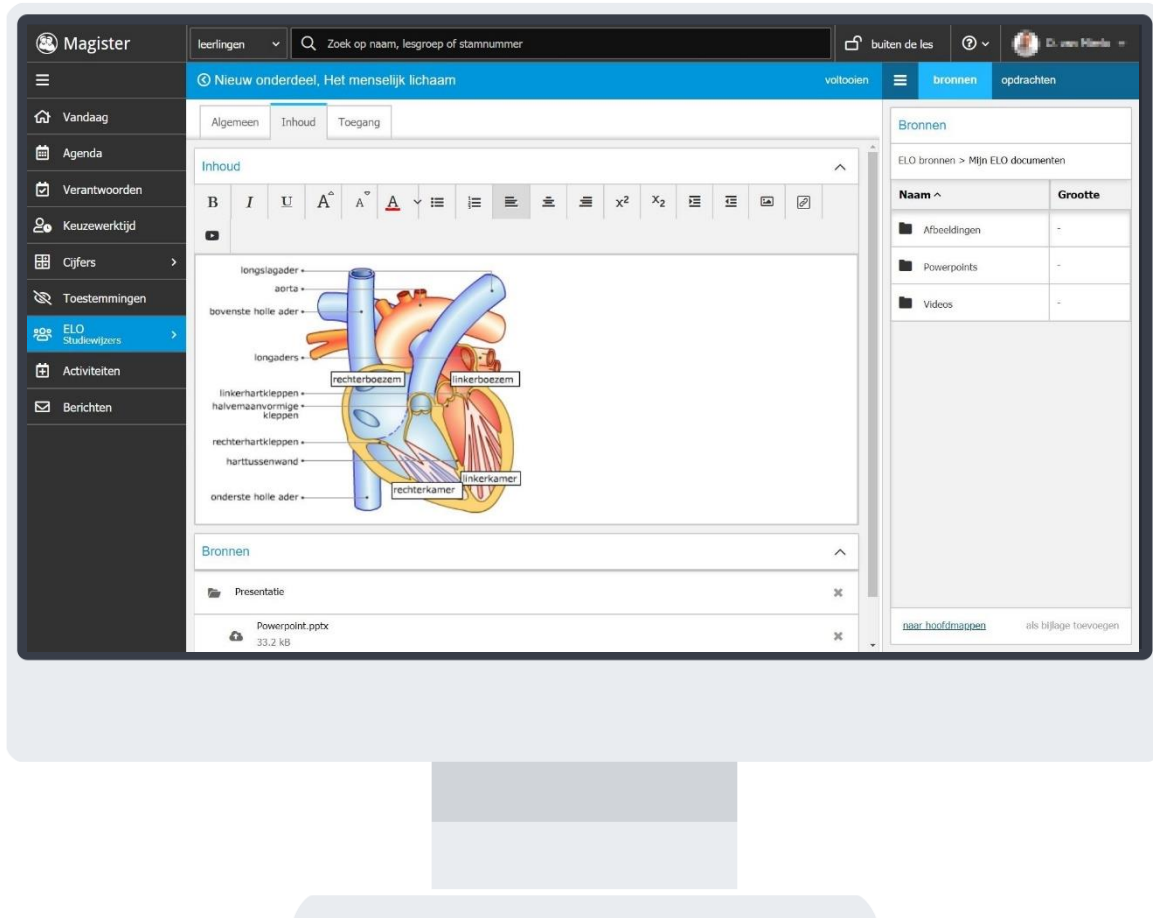 Magister
leerlingen
Zoek op naam, lesgroep of stamnummer
buiten de les
Nieuw onderdeel, Het menselijk lichaam
voltooien
bronnen
opdrachten
Vandaag
Agenda
Verantwoorden
Keuzewerktijd
Cijfers
Toestemmingen
ELO
Studiewijzers
Activiteiten
Berichten
Algemeen Inhoud Toegang
Inhoud
B I U A A A x² x₂
longslagader
aorta
bovenste holle ader
longaders
rechterboezem
linkerboezem
linkerhartkleppen
halvemaanvormige
kleppen
rechterhartkleppen
harttussenwand
linkerkamer
rechterkamer
onderste holle ader
Bronnen
Presentatie
Powerpoint.pptx
33.2 kB
Bronnen
ELO bronnen > Mijn ELO documenten
Naam Grootte
Afbeeldingen -
Powerpoints -
Videos -
naar hoofdmappen als bijlage toevoegen